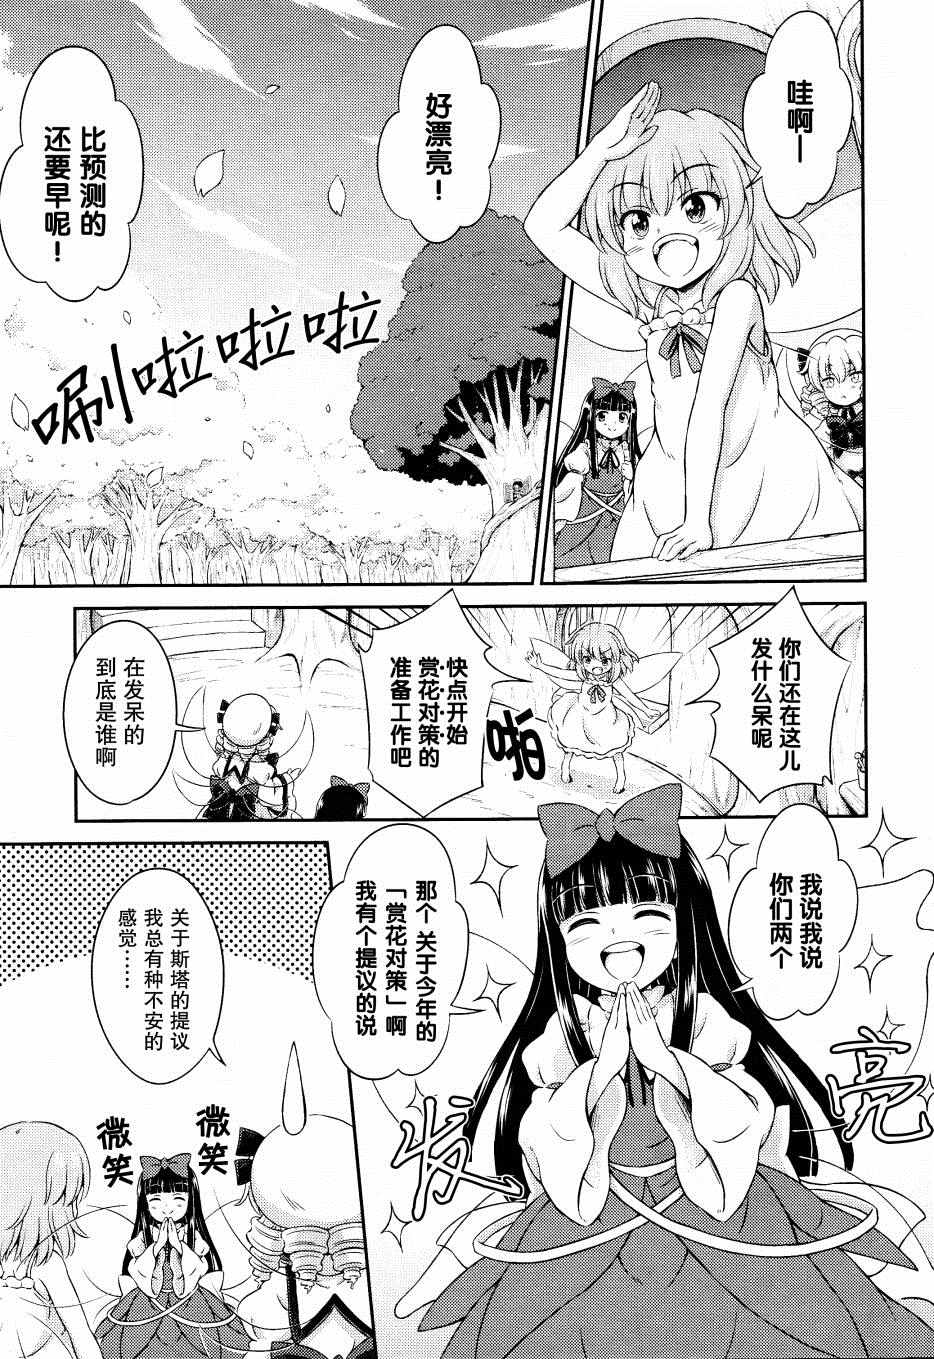 哇啊—
好漂亮！
比预测的
还要早呢！
唰啦啦啦
你们还在这儿
发什么呆呢
啪
快点开始
赏花对策的
准备工作吧
在发呆的
到底是谁啊
我说我说
你们两个
那个 关于今年的
「赏花对策」啊
我有个提议的说
发
亮
关于斯塔的提议
我总有种不安的
感觉……
微笑
微笑